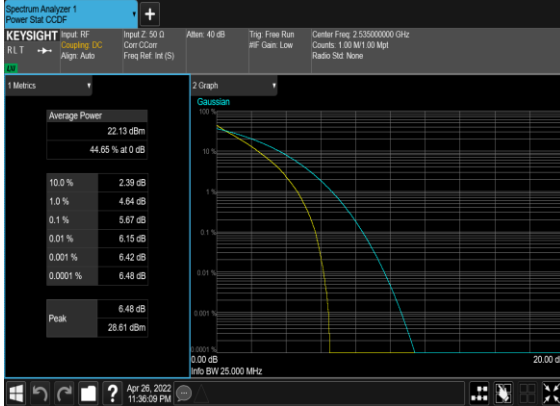 Spectrum Analyzer 1
Power Stat CCDF
+
KEYSIGHT
RLT
LXI
Input: RF
Coupling: DC
Align: Auto
Input Z: 50 Ω
Corr CCorr
Freq Ref: Int (S)
Atten: 40 dB
Trig: Free Run
#IF Gain: Low
Center Freq: 2.535000000 GHz
Counts: 1.00 M/1.00 Mpt
Radio Std: None
1 Metrics
Average Power
22.13 dBm
44.65 % at 0 dB
10.0 % 2.39 dB
1.0 % 4.64 dB
0.1 % 5.67 dB
0.01 % 6.15 dB
0.001 % 6.42 dB
0.0001 % 6.48 dB
Peak
6.48 dB
28.61 dBm
2 Graph
Gaussian
100 %
10 %
1 %
0.1 %
0.01 %
0.001 %
0.0001 %
0.00 dB
20.00 d
Info BW 25.000 MHz
?
Apr 26, 2022
11:36:09 PM